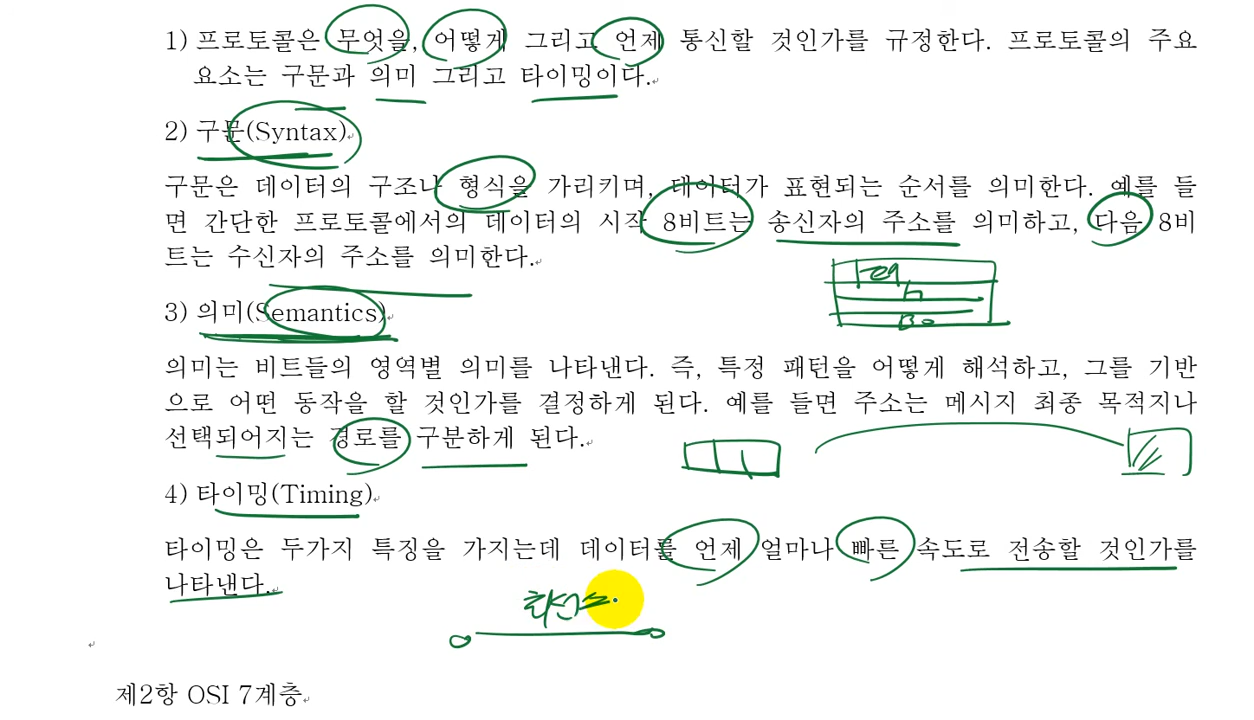 1) 프로토콜은 무엇을, 어떻게 그리고 언제 통신할 것인가를 규정한다. 프로토콜의 주요
요소는 구문과 의미 그리고 타이밍이다.
2) 구문(Syntax)
구문은 데이터의 구조나 형식을 가리키며, 데이터가 표현되는 순서를 의미한다. 예를 들
면 간단한 프로토콜에서의 데이터의 시작 8비트는 송신자의 주소를 의미하고, 다음 8비
트는 수신자의 주소를 의미한다.
3) 의미(Semantics)
의미는 비트들의 영역별 의미를 나타낸다. 즉, 특정 패턴을 어떻게 해석하고, 그를 기반
으로 어떤 동작을 할 것인가를 결정하게 된다. 예를 들면 주소는 메시지 최종 목적지나
선택되어지는 경로를 구분하게 된다.
4) 타이밍(Timing)
타이밍은 두가지 특징을 가지는데 데이터를 언제 얼마나 빠른 속도로 전송할 것인가를
나타낸다.
제2항 OSI 7계층